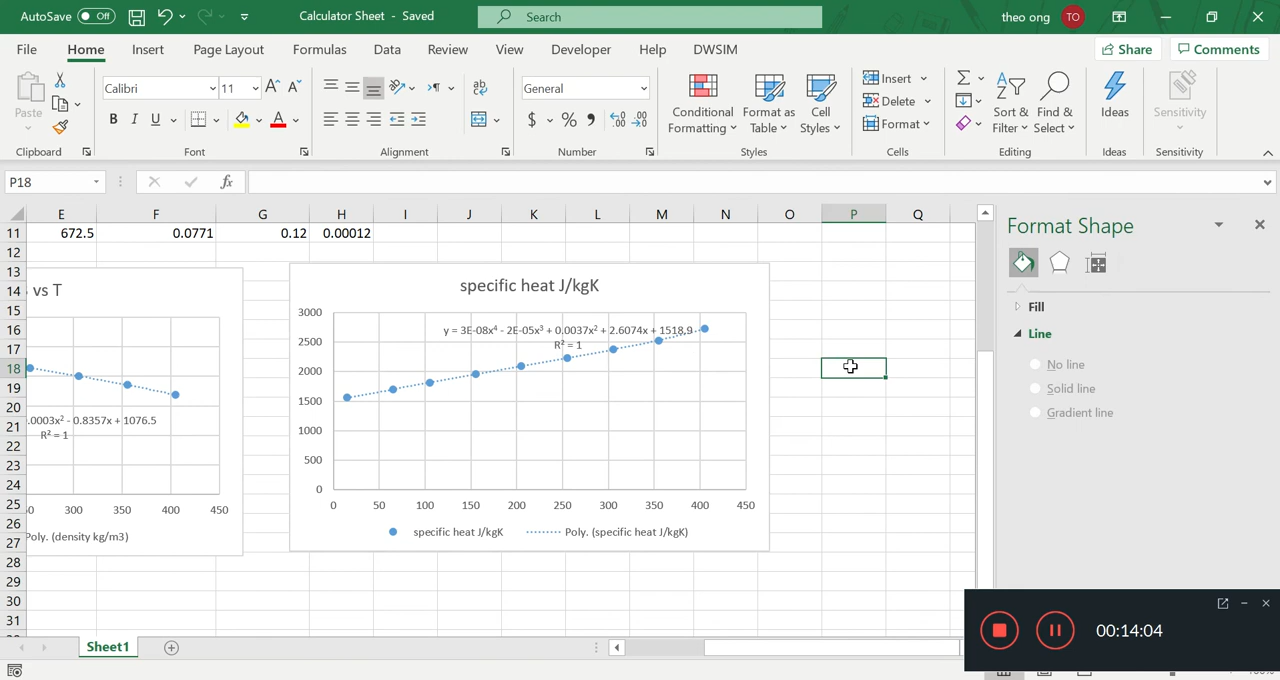 AutoSave Off Calculator Sheet - Saved Search theo ong TO
File Home Insert Page Layout Formulas Data Review View Developer Help DWSIM Share Comments
Paste Calibri 11 A A ab General Conditional Formatting Format as Table Cell Styles Insert Delete Format Sort & Filter Find & Select Ideas Sensitivity
B I U A $ % 9
Clipboard Font Alignment Number Styles Cells Editing Ideas Sensitivity
P18 fx
E F G H I J K L M N O P Q
11 672.5 0.0771 0.12 0.00012
12
13
14
15
16
17
18
19
20
21
22
23
24
25
26
27
28
29
30
31
vs T
.0003x² - 0.8357x + 1076.5
R² = 1
300 350 400 450
Poly. (density kg/m3)
specific heat J/kgK
3000
2500
2000
1500
1000
500
0
y = 3E-08x⁴ - 2E-05x³ + 0.0037x² + 2.6074x + 1518.9
R² = 1
0 50 100 150 200 250 300 350 400 450
specific heat J/kgK Poly. (specific heat J/kgK)
Format Shape
Fill
Line
No line
Solid line
Gradient line
Sheet1
00:14:04